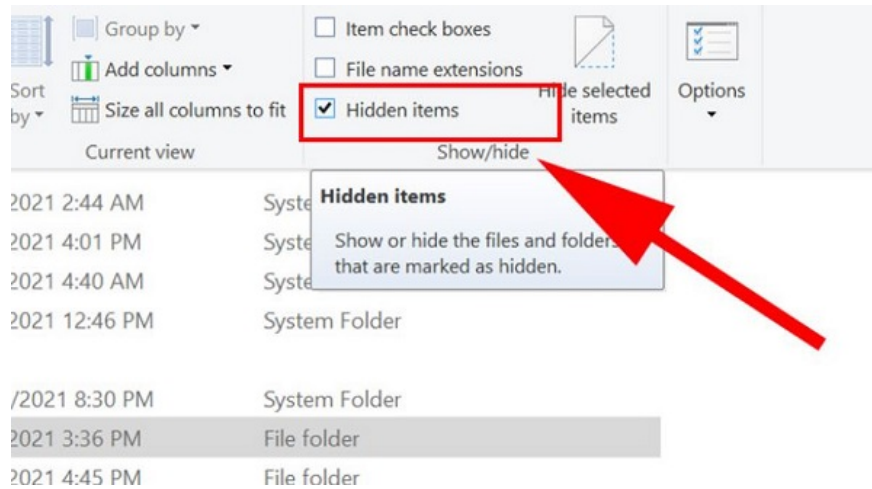 Group by
Item check boxes
Add columns
File name extensions
Sort
by
Hide selected
items
Options
Size all columns to fit
Hidden items
Current view
Show/hide
2021 2:44 AM
Hidden items
2021 4:01 PM
Show or hide the files and folders
that are marked as hidden.
2021 4:40 AM
2021 12:46 PM System Folder
/2021 8:30 PM System Folder
2021 3:36 PM File folder
2021 4:45 PM File folder